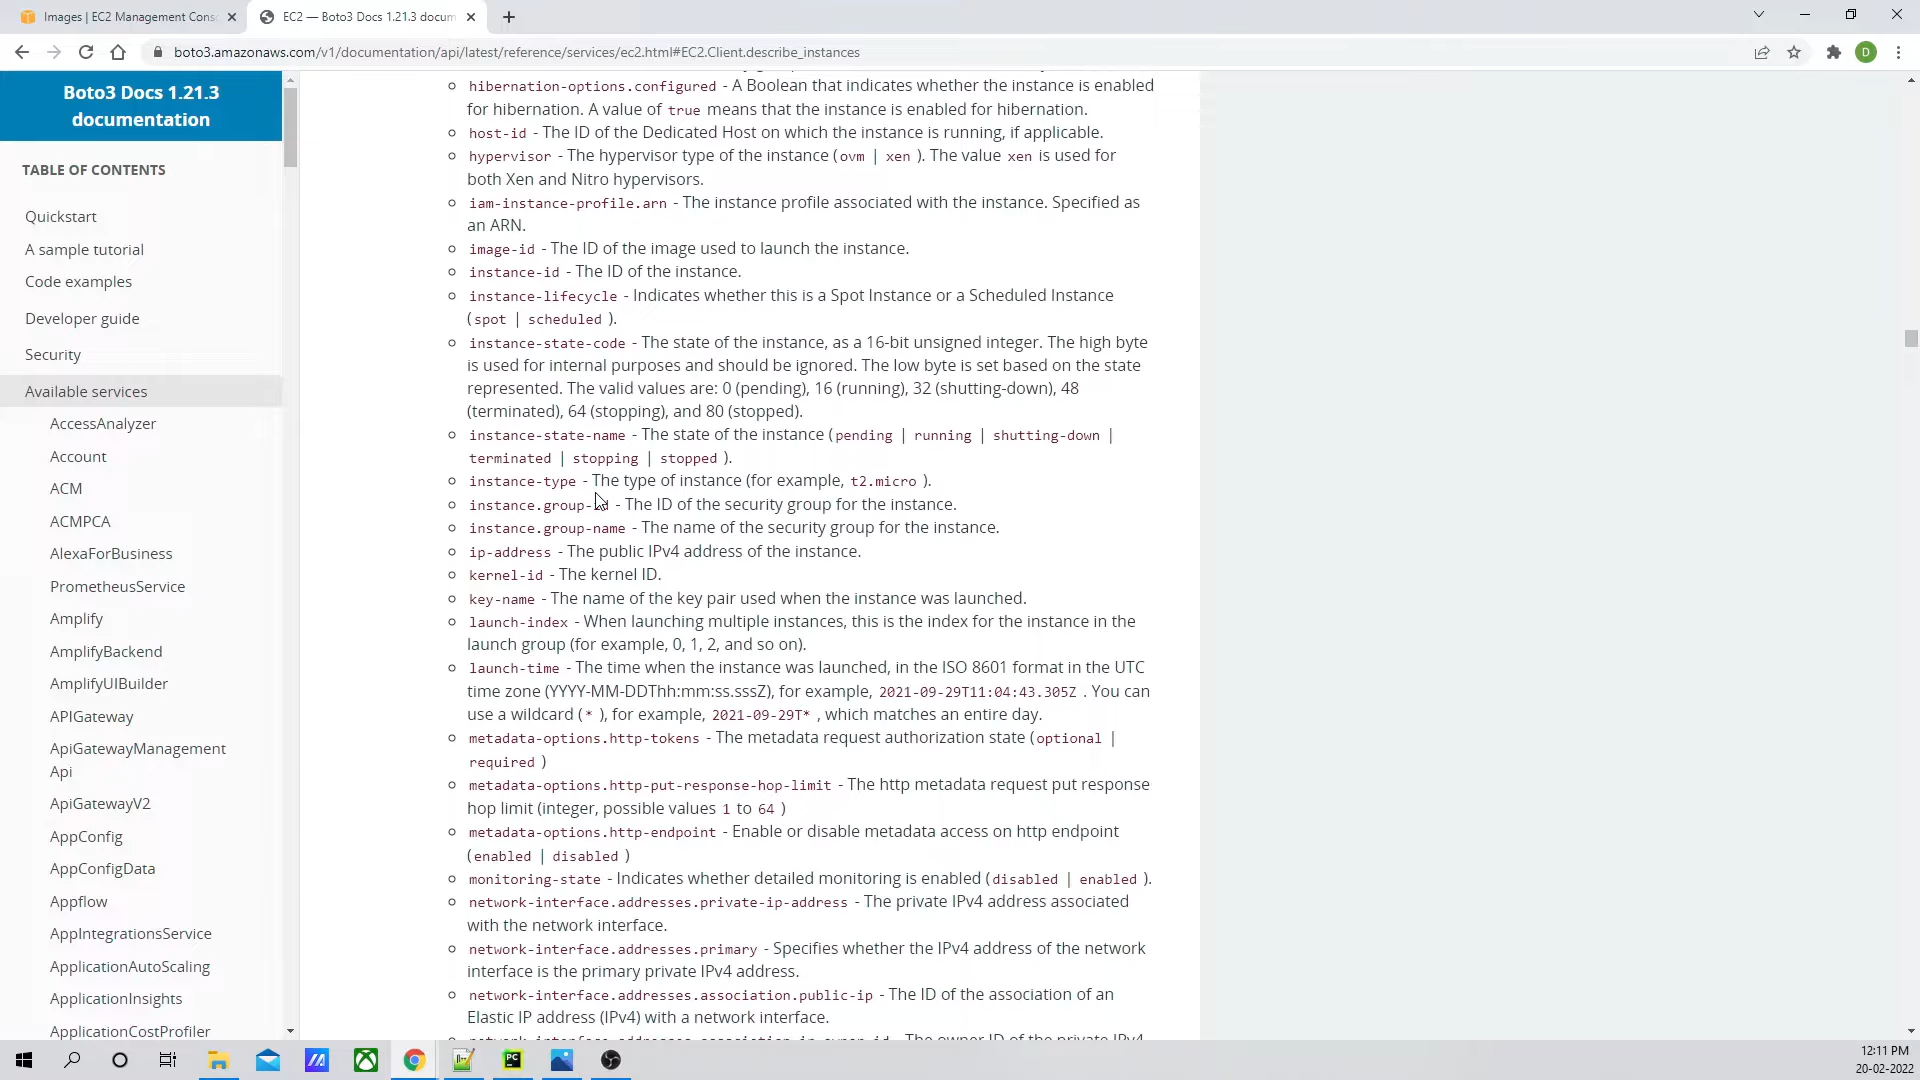 Images | EC2 Management Cons
EC2 — Boto3 Docs 1.21.3 docum
boto3.amazonaws.com/v1/documentation/api/latest/reference/services/ec2.html#EC2.Client.describe_instances
D
Boto3 Docs 1.21.3
documentation
TABLE OF CONTENTS
Quickstart
A sample tutorial
Code examples
Developer guide
Security
Available services
AccessAnalyzer
Account
ACM
ACMPCA
AlexaForBusiness
PrometheusService
Amplify
AmplifyBackend
AmplifyUIBuilder
APIGateway
ApiGatewayManagement
Api
ApiGatewayV2
AppConfig
AppConfigData
Appflow
AppIntegrationsService
ApplicationAutoScaling
ApplicationInsights
ApplicationCostProfiler
hibernation-options.configured - A Boolean that indicates whether the instance is enabled
for hibernation. A value of true means that the instance is enabled for hibernation.
host-id - The ID of the Dedicated Host on which the instance is running, if applicable.
hypervisor - The hypervisor type of the instance (ovm | xen ). The value xen is used for
both Xen and Nitro hypervisors.
iam-instance-profile.arn - The instance profile associated with the instance. Specified as
an ARN.
image-id - The ID of the image used to launch the instance.
instance-id - The ID of the instance.
instance-lifecycle - Indicates whether this is a Spot Instance or a Scheduled Instance
(spot | scheduled ).
instance-state-code - The state of the instance, as a 16-bit unsigned integer. The high byte
is used for internal purposes and should be ignored. The low byte is set based on the state
represented. The valid values are: 0 (pending), 16 (running), 32 (shutting-down), 48
(terminated), 64 (stopping), and 80 (stopped).
instance-state-name - The state of the instance (pending | running | shutting-down |
terminated | stopping | stopped ).
instance-type - The type of instance (for example, t2.micro ).
instance.group-id - The ID of the security group for the instance.
instance.group-name - The name of the security group for the instance.
ip-address - The public IPv4 address of the instance.
kernel-id - The kernel ID.
key-name - The name of the key pair used when the instance was launched.
launch-index - When launching multiple instances, this is the index for the instance in the
launch group (for example, 0, 1, 2, and so on).
launch-time - The time when the instance was launched, in the ISO 8601 format in the UTC
time zone (YYYY-MM-DDThh:mm:ss.sssZ), for example, 2021-09-29T11:04:43.305Z . You can
use a wildcard (* ), for example, 2021-09-29T* , which matches an entire day.
metadata-options.http-tokens - The metadata request authorization state (optional |
required )
metadata-options.http-put-response-hop-limit - The http metadata request put response
hop limit (integer, possible values 1 to 64 )
metadata-options.http-endpoint - Enable or disable metadata access on http endpoint
(enabled | disabled )
monitoring-state - Indicates whether detailed monitoring is enabled (disabled | enabled ).
network-interface.addresses.private-ip-address - The private IPv4 address associated
with the network interface.
network-interface.addresses.primary - Specifies whether the IPv4 address of the network
interface is the primary private IPv4 address.
network-interface.addresses.association.public-ip - The ID of the association of an
Elastic IP address (IPv4) with a network interface.
network-interface.addresses.association.ip-owner-id - The owner ID of the private IPv4
PC
12:11 PM
20-02-2022